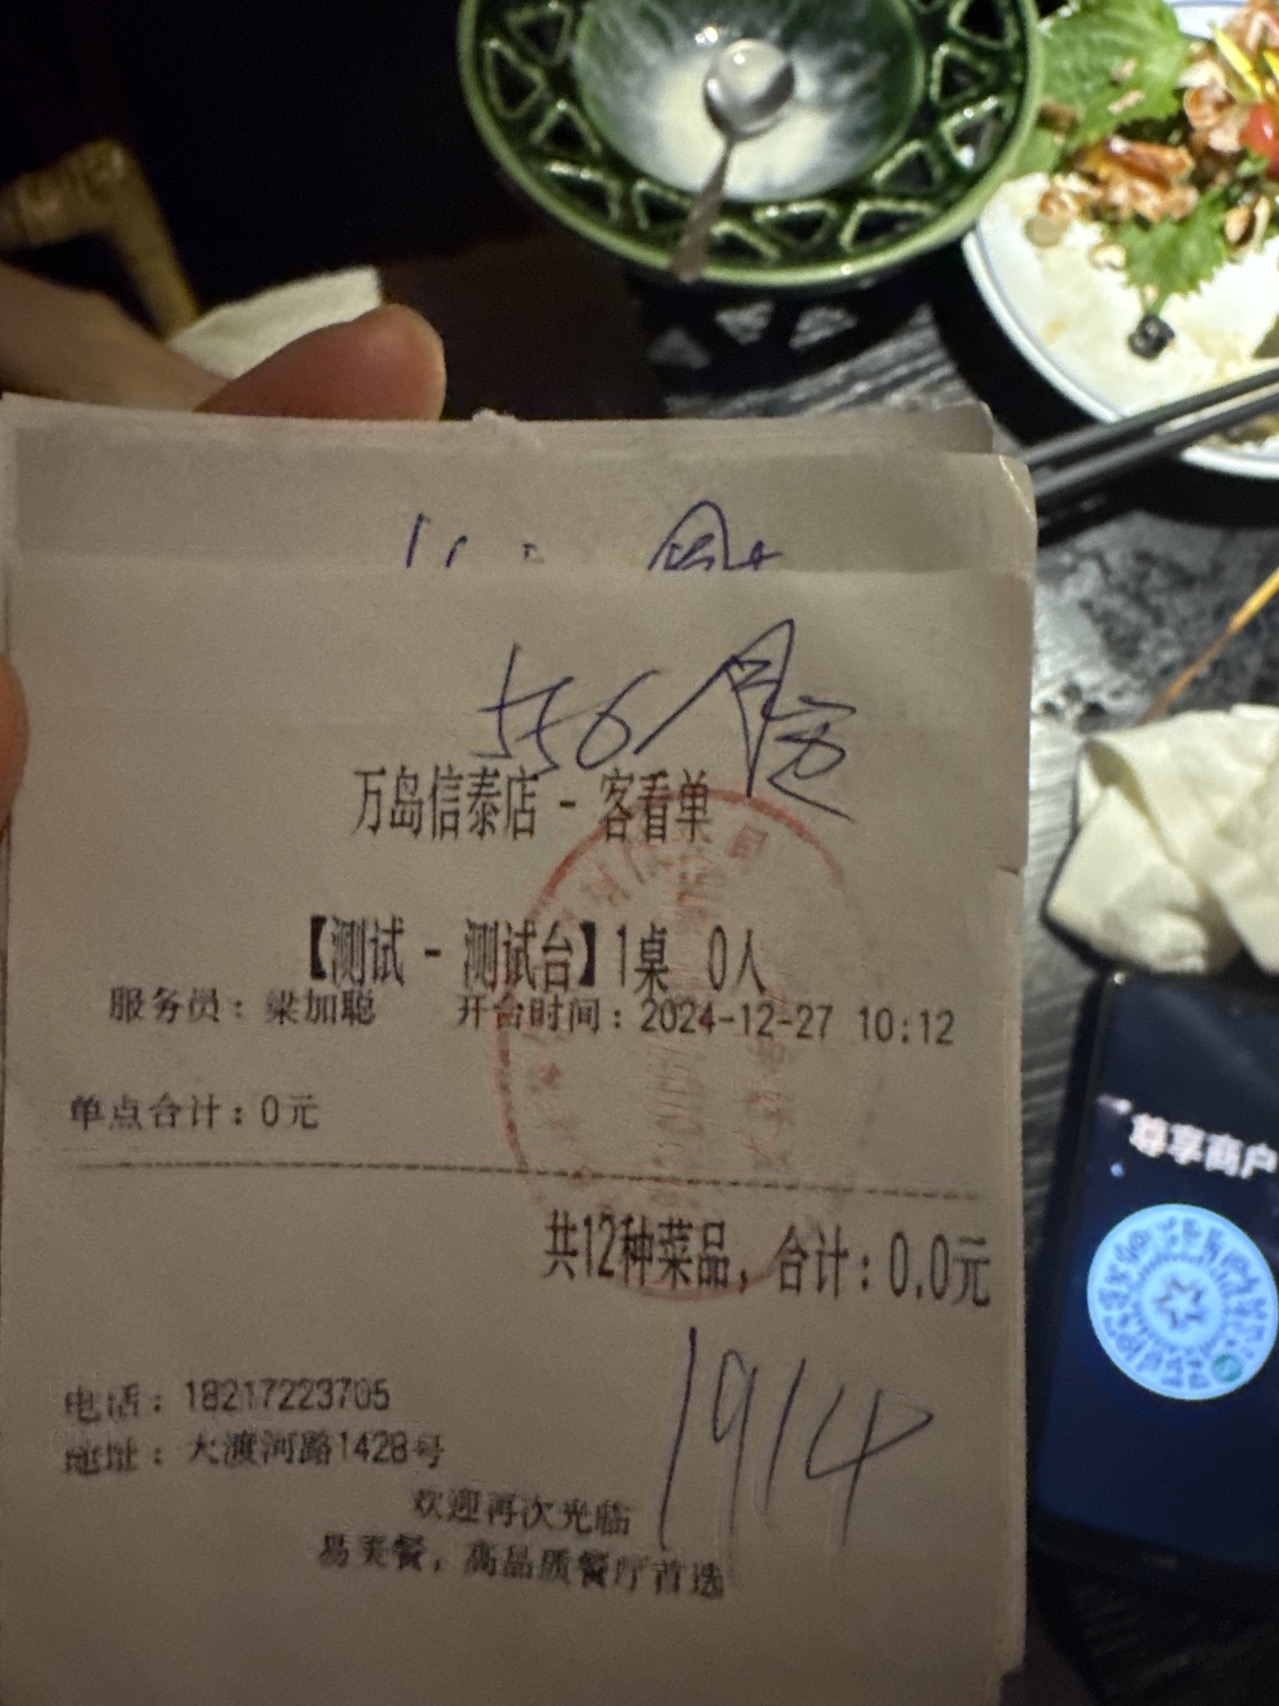 556 月
万岛信泰店 - 客看单
【测试 - 测试台】1桌 0人
服务员：梁加聪 开台时间：2024-12-27 10:12
单点合计：0元
共12种菜品，合计：0.0元
1914
电话：18217223705
地址：大渡河路1428号
欢迎再次光临
易美餐，高品质餐厅首选
尊享商户